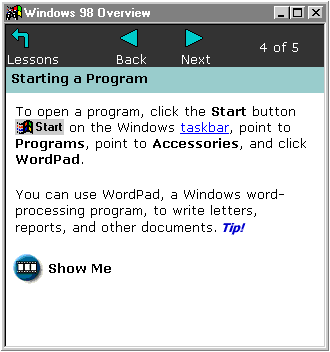 Windows 98 Overview
Lessons
Back
Next
4 of 5
Starting a Program
To open a program, click the Start button
Start on the Windows taskbar, point to
Programs, point to Accessories, and click
WordPad.
You can use WordPad, a Windows word-
processing program, to write letters,
reports, and other documents. Tip!
Show Me